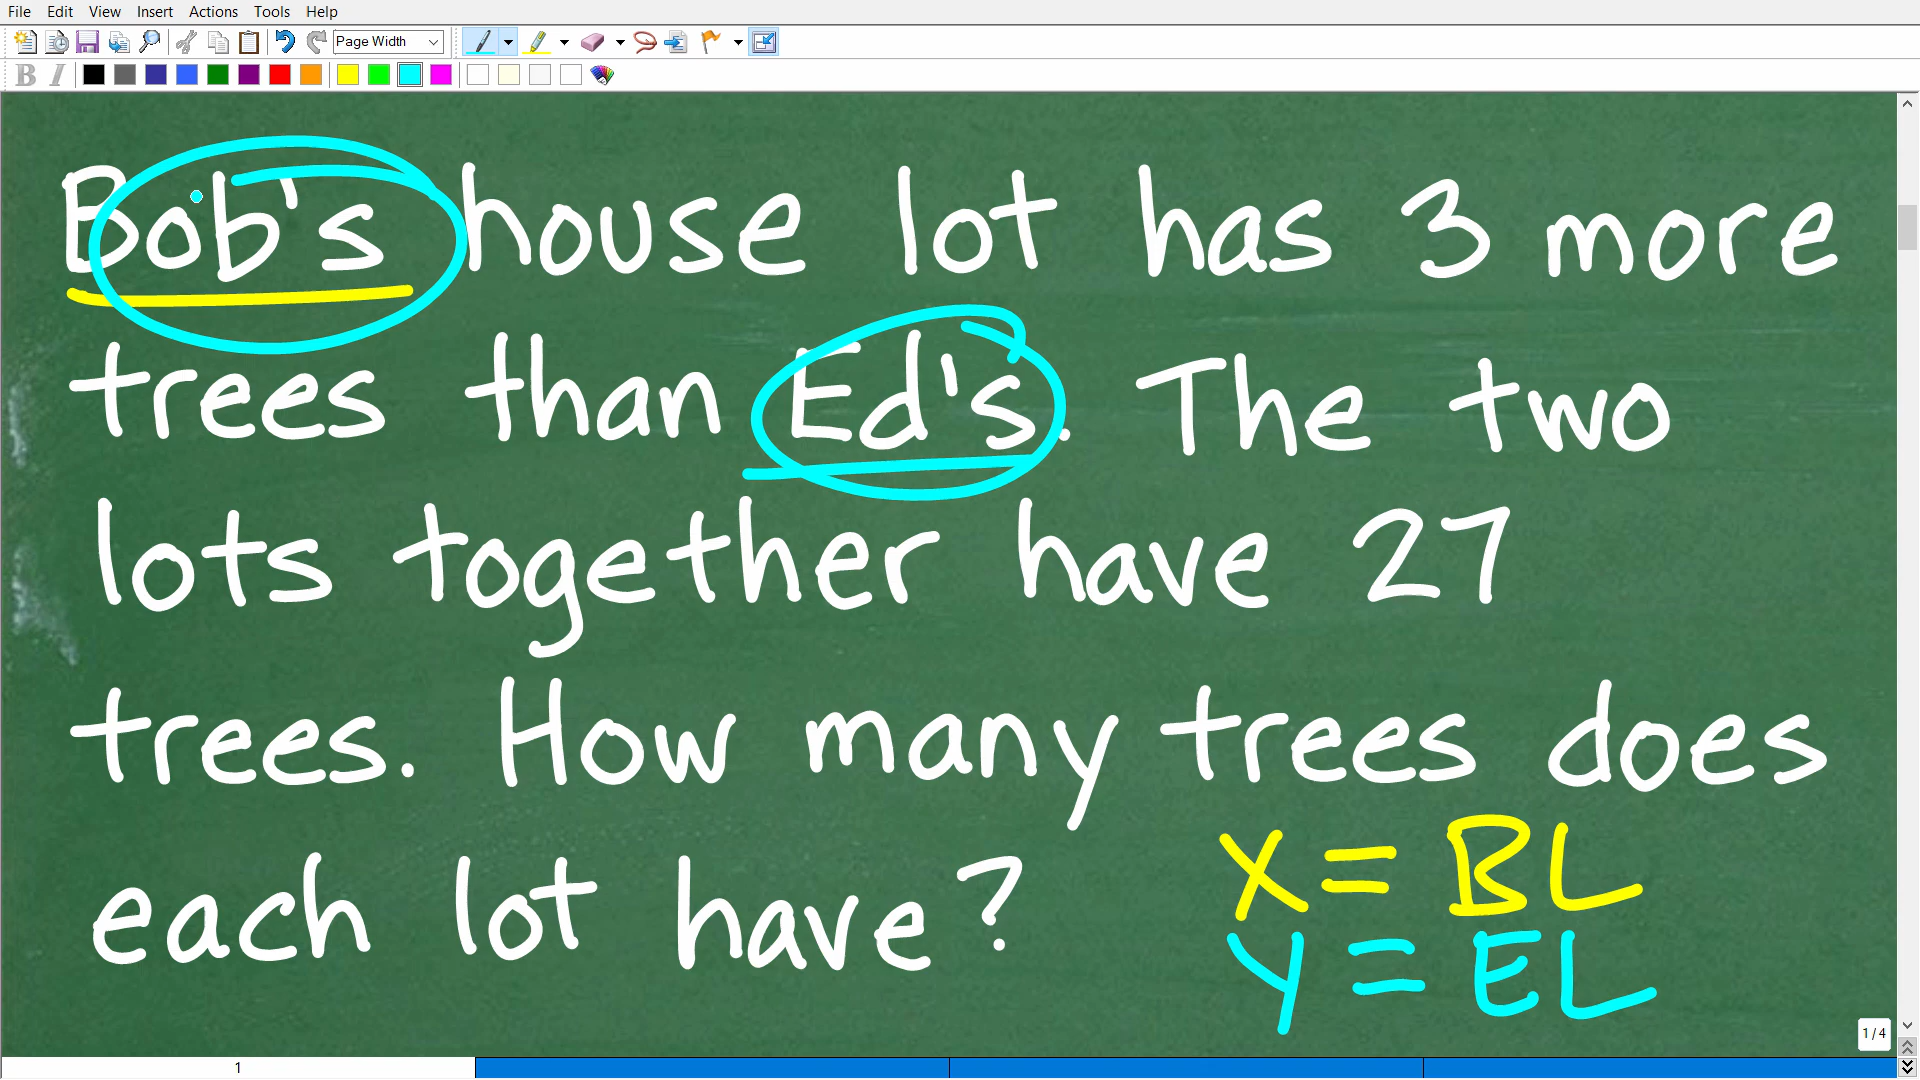 File Edit View Insert Actions Tools Help
Page Width
B I
Bob's house lot has 3 more
trees than Ed's. The two
lots together have 27
trees. How many trees does
each lot have?
X = BL
y = EL
1/4
1